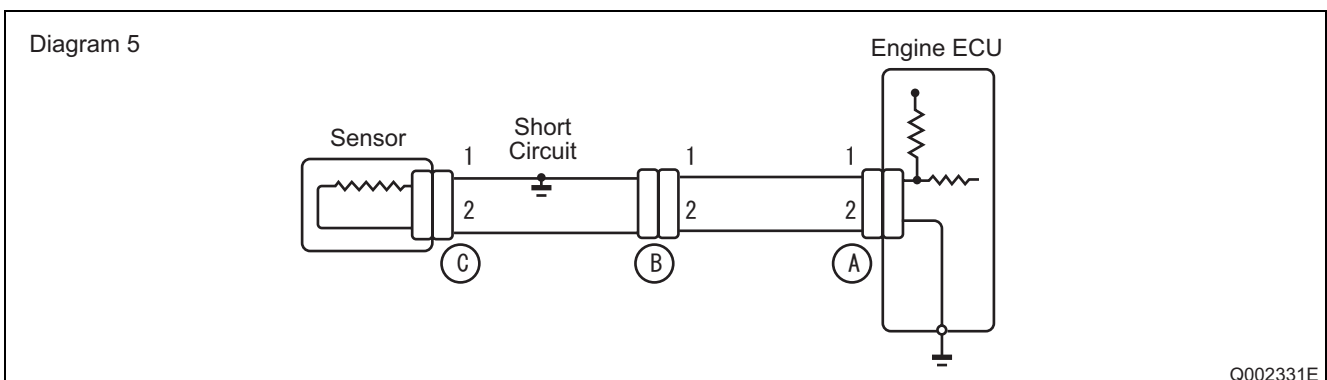 Diagram 5
Engine ECU
Sensor
Short
Circuit
1
1
1
2
2
2
C
B
A
Q002331E